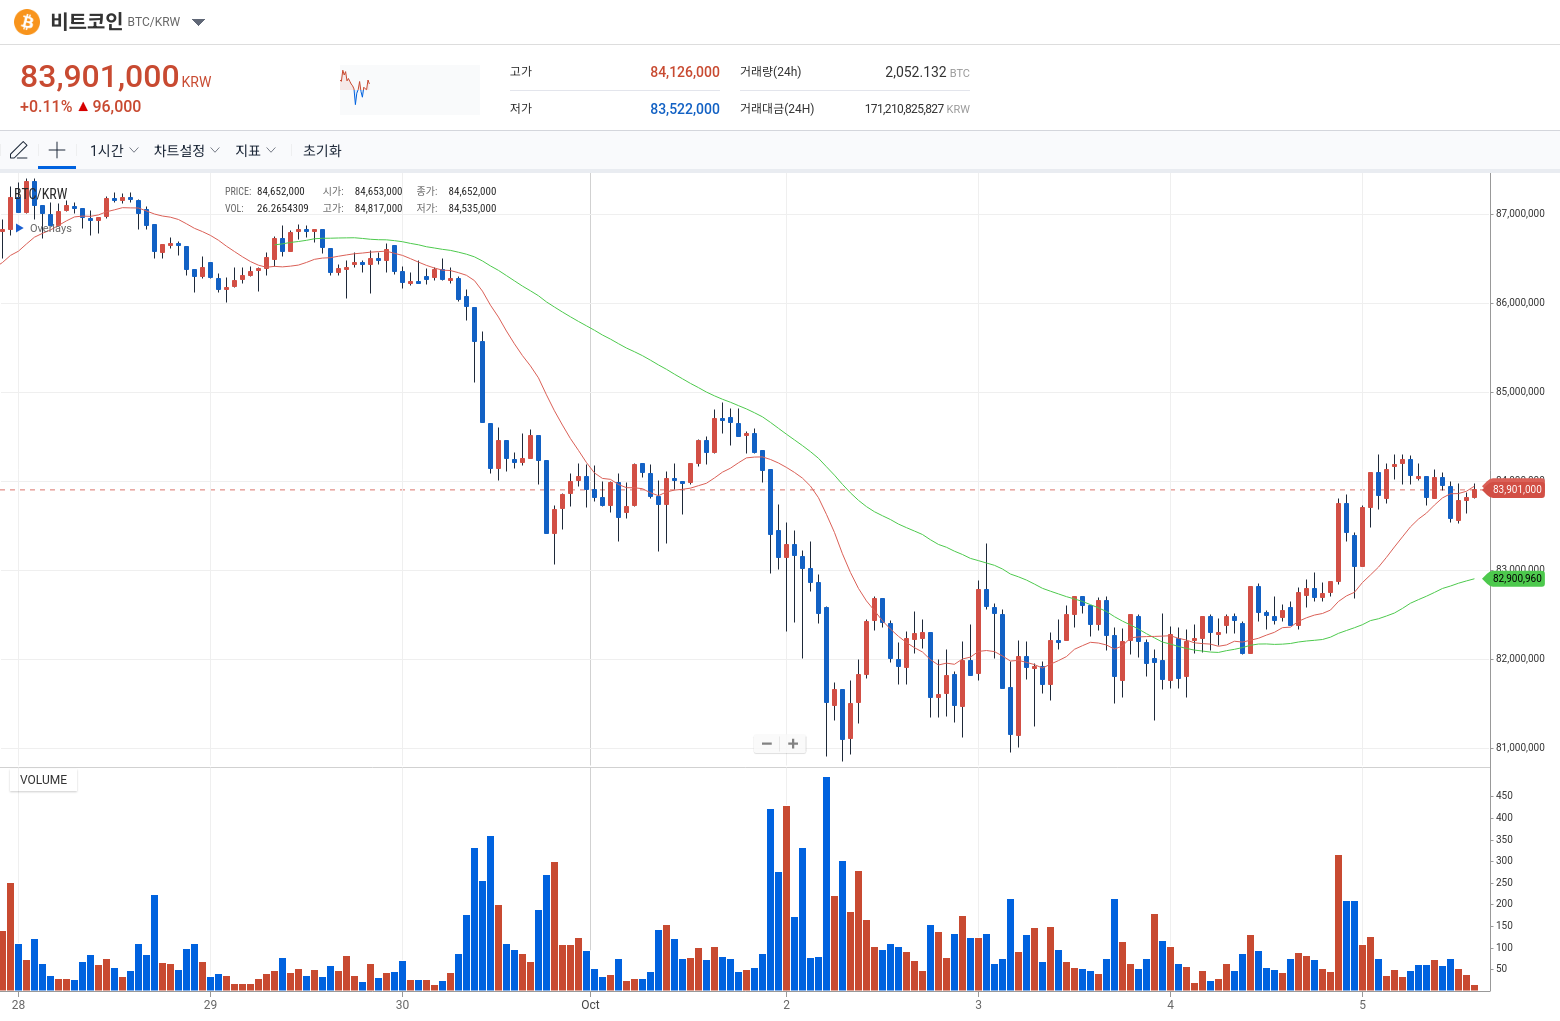 비트코인 BTC/KRW
83,901,000 KRW
+0.11% ▲ 96,000
고가 84,126,000
저가 83,522,000
거래량(24h) 2,052.132 BTC
거래대금(24H) 171,210,825,827 KRW
1시간 차트설정 지표 초기화
BTC/KRW
Overlays
PRICE: 84,652,000 시가: 84,653,000 종가: 84,652,000
VOL: 26.2654309 고가: 84,817,000 저가: 84,535,000
87,000,000
86,000,000
85,000,000
83,901,000
83,000,000
82,900,960
82,000,000
81,000,000
VOLUME
450
400
350
300
250
200
150
100
50
28 29 30 Oct 2 3 4 5